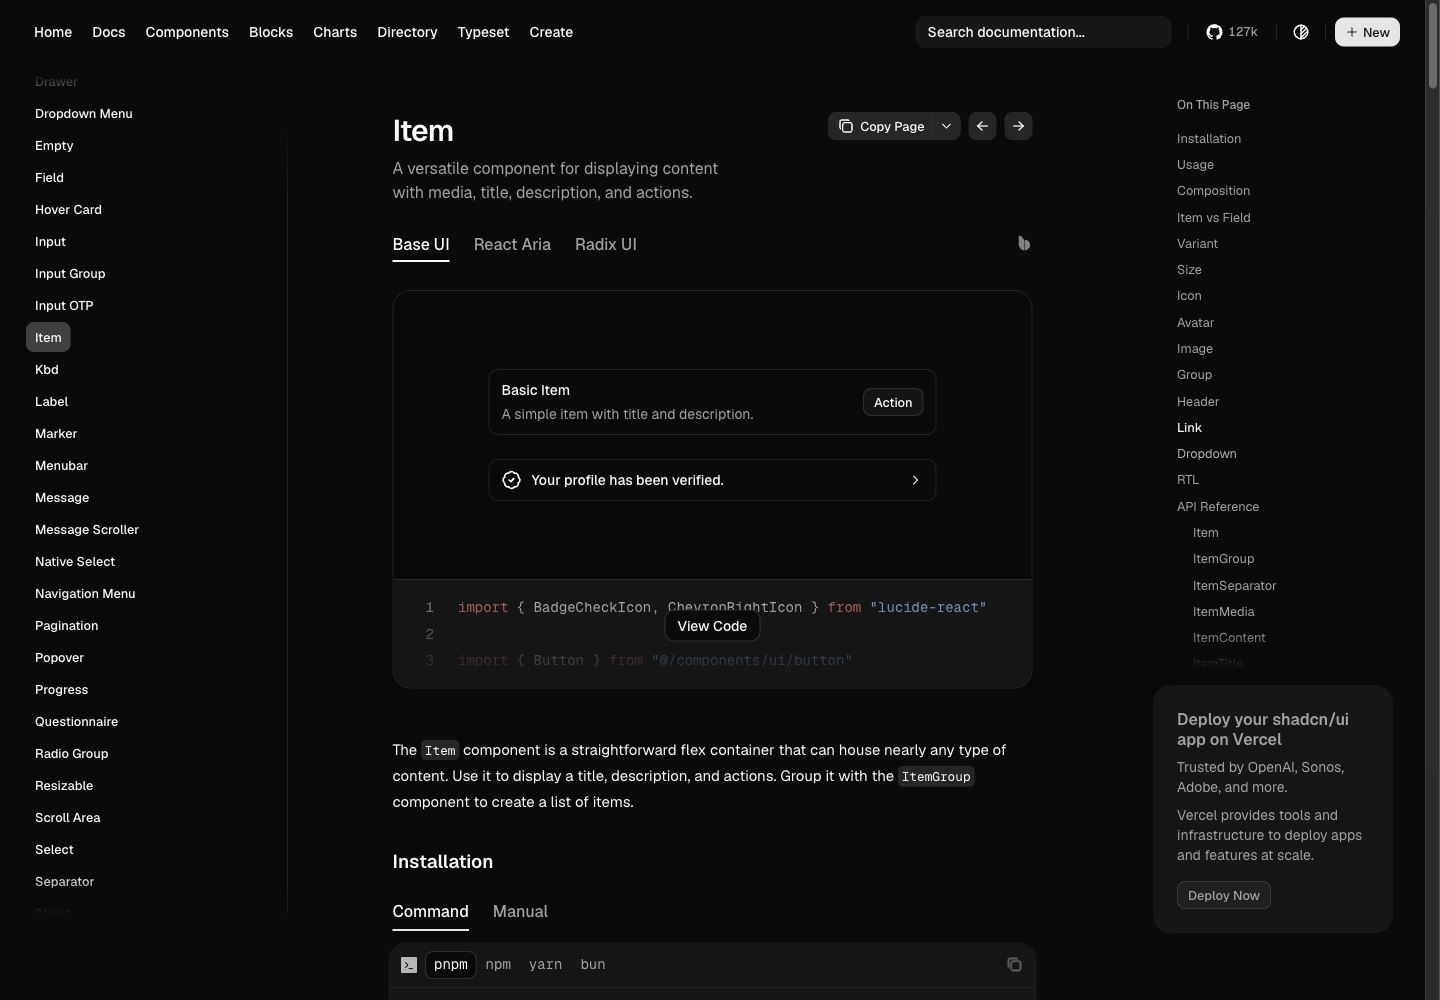 Home Docs Components Blocks Charts Directory Typeset Create
Search documentation...
127k
New
Drawer
Dropdown Menu
Empty
Field
Hover Card
Input
Input Group
Input OTP
Item
Kbd
Label
Marker
Menubar
Message
Message Scroller
Native Select
Navigation Menu
Pagination
Popover
Progress
Questionnaire
Radio Group
Resizable
Scroll Area
Select
Separator
Item
Copy Page
A versatile component for displaying content
with media, title, description, and actions.
Base UI React Aria Radix UI
Basic Item
A simple item with title and description.
Action
Your profile has been verified.
1 import { BadgeCheckIcon, ChevronRightIcon } from "lucide-react"
2
View Code
3 import { Button } from "@/components/ui/button"
The Item component is a straightforward flex container that can house nearly any type of
content. Use it to display a title, description, and actions. Group it with the ItemGroup
component to create a list of items.
Installation
Command Manual
pnpm npm yarn bun
On This Page
Installation
Usage
Composition
Item vs Field
Variant
Size
Icon
Avatar
Image
Group
Header
Link
Dropdown
RTL
API Reference
Item
ItemGroup
ItemSeparator
ItemMedia
ItemContent
ItemTitle
Deploy your shadcn/ui
app on Vercel
Trusted by OpenAI, Sonos,
Adobe, and more.
Vercel provides tools and
infrastructure to deploy apps
and features at scale.
Deploy Now